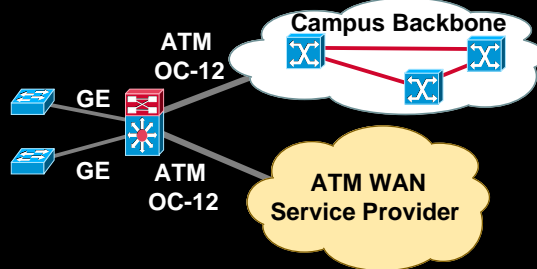 Campus Backbone
ATM
OC-12
GE
GE
ATM
OC-12
ATM WAN
Service Provider